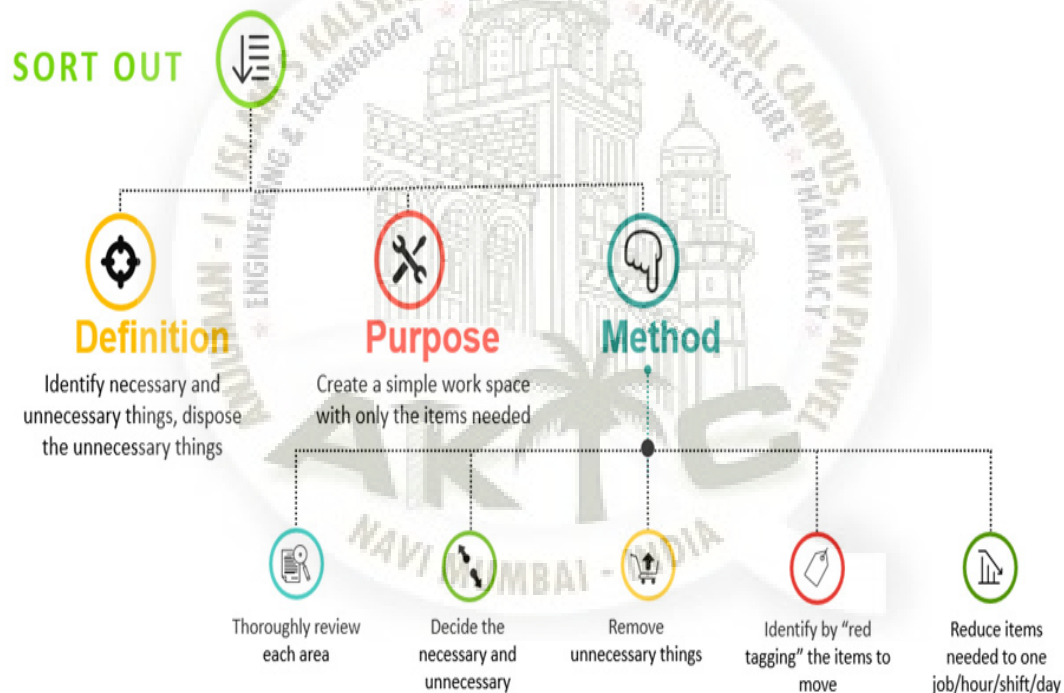 SORT OUT
Definition
Identify necessary and
unnecessary things, dispose
the unnecessary things
Purpose
Create a simple work space
with only the items needed
Method
Thoroughly review
each area
Decide the
necessary and
unnecessary
Remove
unnecessary things
Identify by “red
tagging” the items to
move
Reduce items
needed to one
job/hour/shift/day
ENGINEERING & TECHNOLOGY
ARCHITECTURE
PHARMACY
CAMPUS, NEW PANVEL
AKTC
NAVI MUMBAI - INDIA